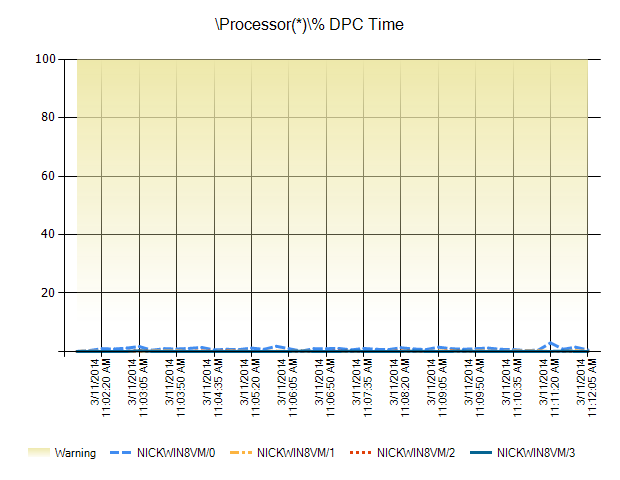 \Processor(*)\% DPC Time
100
80
60
40
20
3/11/2014 11:02:20 AM
3/11/2014 11:03:05 AM
3/11/2014 11:03:50 AM
3/11/2014 11:04:35 AM
3/11/2014 11:05:20 AM
3/11/2014 11:06:05 AM
3/11/2014 11:06:50 AM
3/11/2014 11:07:35 AM
3/11/2014 11:08:20 AM
3/11/2014 11:09:05 AM
3/11/2014 11:09:50 AM
3/11/2014 11:10:35 AM
3/11/2014 11:11:20 AM
3/11/2014 11:12:05 AM
Warning NICKWIN8VM/0 NICKWIN8VM/1 NICKWIN8VM/2 NICKWIN8VM/3